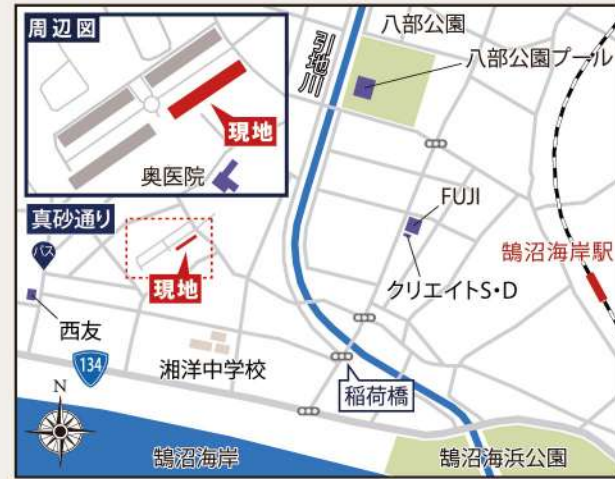 周辺図
現地
奥医院
引地川
八部公園
八部公園プール
FUJI
クリエイトS・D
鵠沼海岸駅
真砂通り
バス
現地
西友
134
湘洋中学校
稲荷橋
N
鵠沼海岸
鵠沼海浜公園